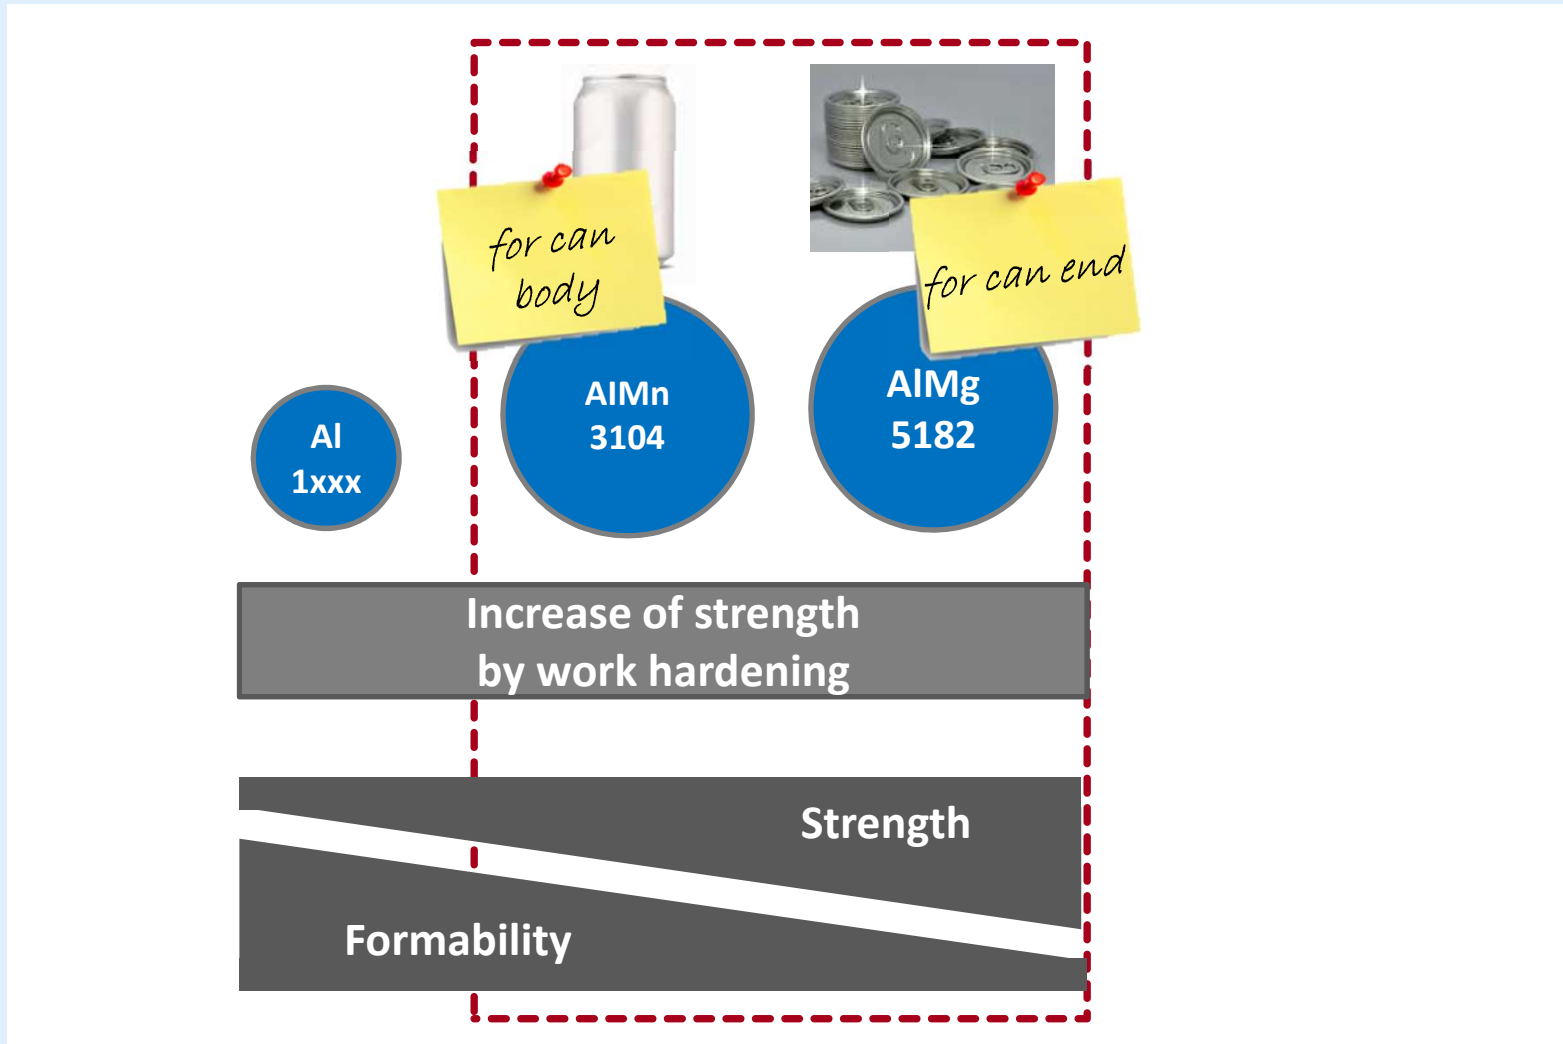 for can
body
for can end
Al
1xxx
AlMn
3104
AlMg
5182
Increase of strength
by work hardening
Strength
Formability